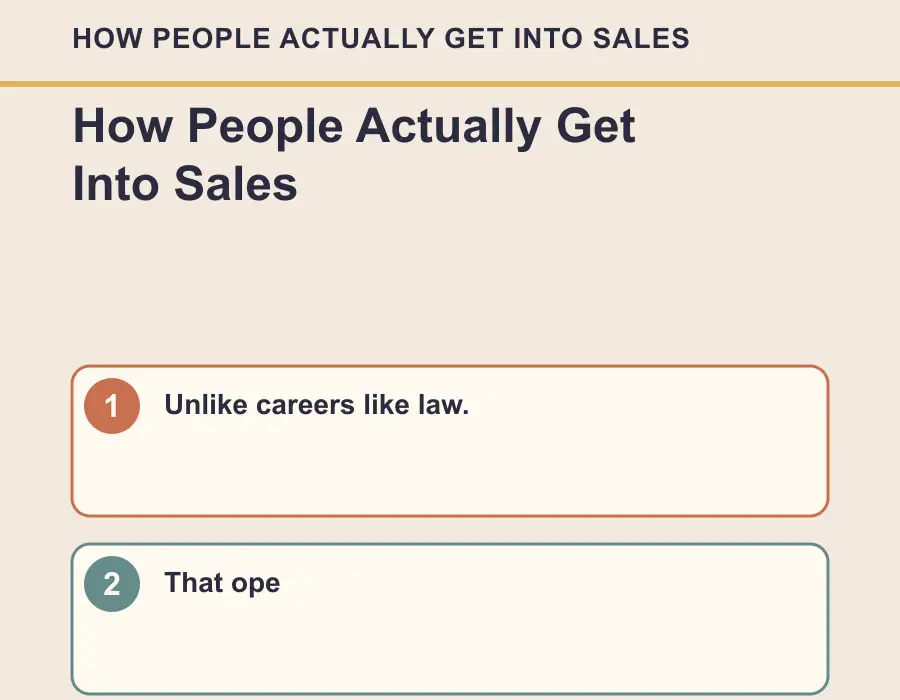 HOW PEOPLE ACTUALLY GET INTO SALES
How People Actually Get
Into Sales
1
Unlike careers like law.
2
That ope